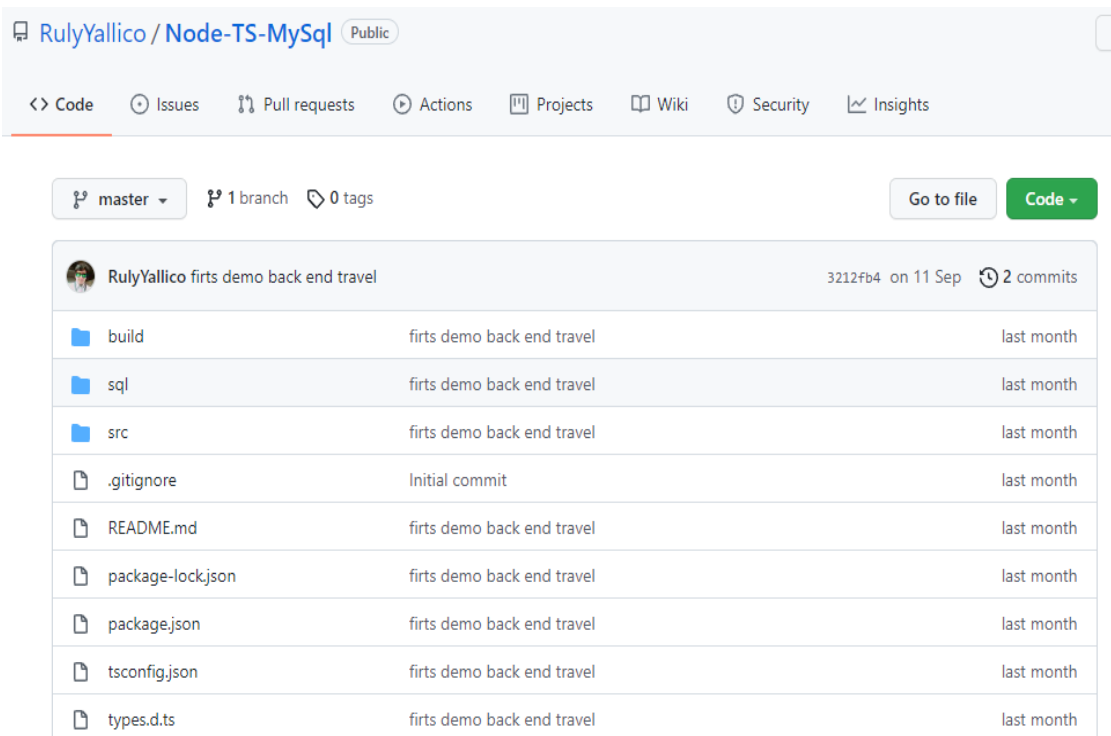 RulyYallico / Node-TS-MySql Public
<> Code Issues Pull requests Actions Projects Wiki Security Insights
master 1 branch 0 tags Go to file Code
RulyYallico firts demo back end travel 3212fb4 on 11 Sep 2 commits
build firts demo back end travel last month
sql firts demo back end travel last month
src firts demo back end travel last month
.gitignore Initial commit last month
README.md firts demo back end travel last month
package-lock.json firts demo back end travel last month
package.json firts demo back end travel last month
tsconfig.json firts demo back end travel last month
types.d.ts firts demo back end travel last month